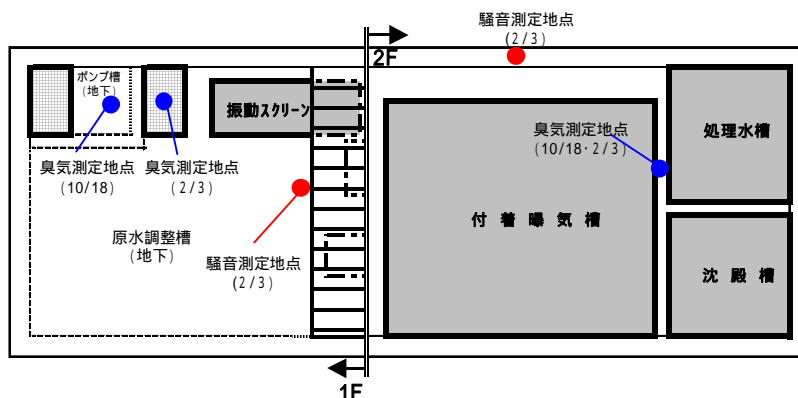 騒音測定地点
(2/3)
2F
ポンプ槽
(地下)
振動スクリーン
臭気測定地点
(10/18)
臭気測定地点
(2/3)
臭気測定地点
(10/18・2/3)
処理水槽
付着曝気槽
原水調整槽
(地下)
騒音測定地点
(2/3)
沈殿槽
1F